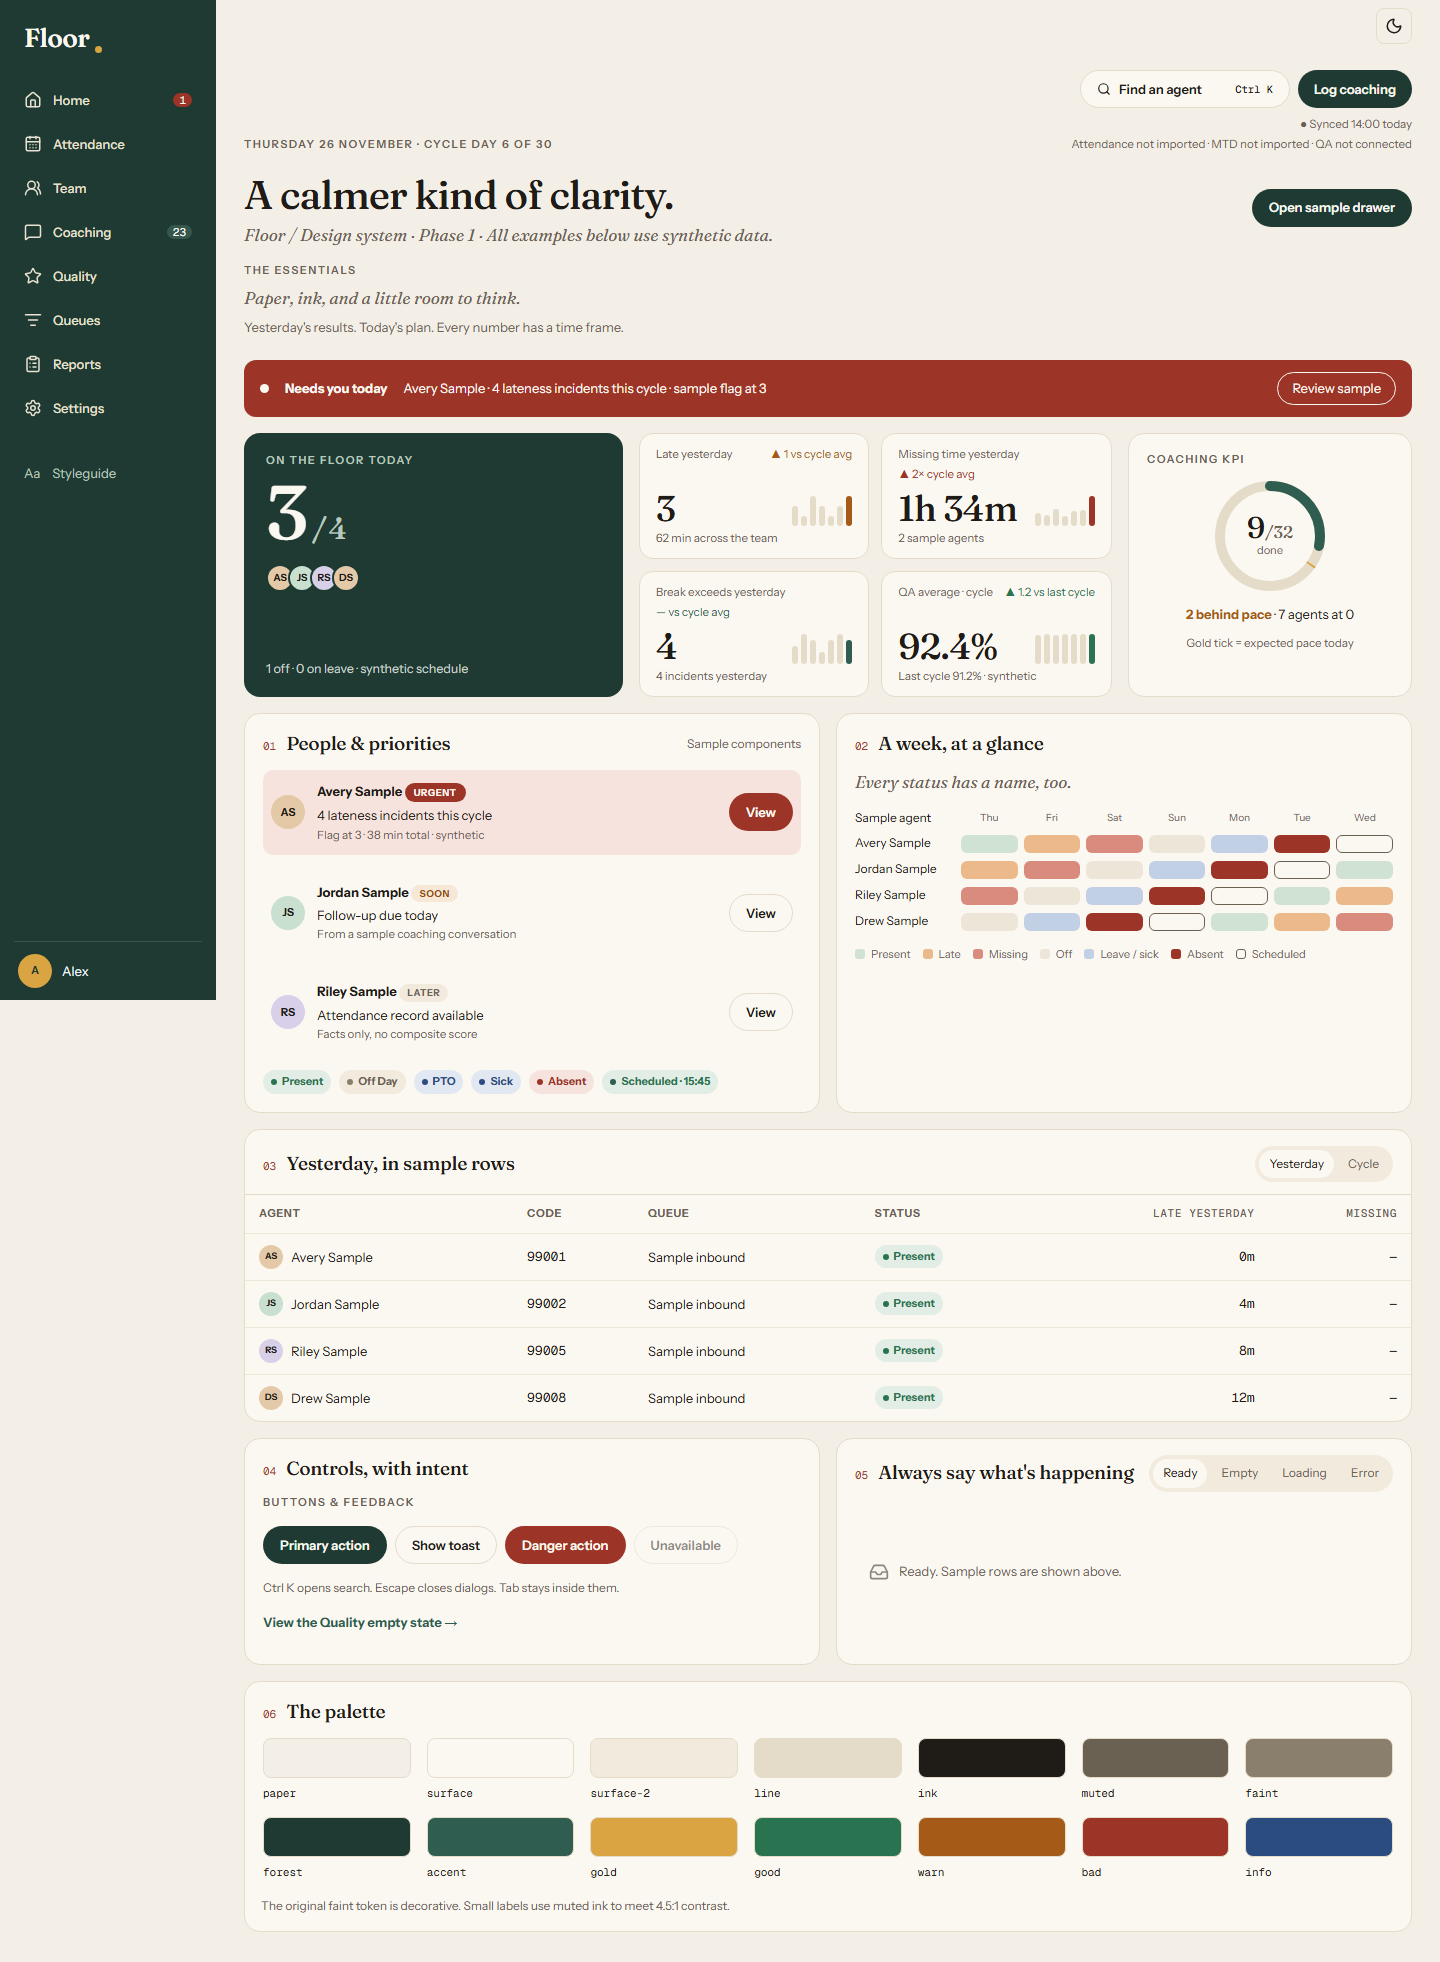 Floor.
Home 1
Attendance
Team
Coaching 23
Quality
Queues
Reports
Settings
Aa Styleguide
A Alex
Find an agent Ctrl K
Log coaching
● Synced 14:00 today
THURSDAY 26 NOVEMBER · CYCLE DAY 6 OF 30
Attendance not imported · MTD not imported · QA not connected
A calmer kind of clarity.
Open sample drawer
Floor / Design system · Phase 1 · All examples below use synthetic data.
THE ESSENTIALS
Paper, ink, and a little room to think.
Yesterday's results. Today's plan. Every number has a time frame.
Needs you today Avery Sample · 4 lateness incidents this cycle · sample flag at 3
Review sample
ON THE FLOOR TODAY
3/4
AS JS RS DS
1 off · 0 on leave · synthetic schedule
Late yesterday ▲ 1 vs cycle avg
3
62 min across the team
Missing time yesterday
▲ 2× cycle avg
1h 34m
2 sample agents
Break exceeds yesterday
— vs cycle avg
4
4 incidents yesterday
QA average · cycle ▲ 1.2 vs last cycle
92.4%
Last cycle 91.2% · synthetic
COACHING KPI
9/32
done
2 behind pace · 7 agents at 0
Gold tick = expected pace today
01 People & priorities Sample components
AS Avery Sample URGENT
4 lateness incidents this cycle
Flag at 3 · 38 min total · synthetic
View
JS Jordan Sample SOON
Follow-up due today
From a sample coaching conversation
View
RS Riley Sample LATER
Attendance record available
Facts only, no composite score
View
Present Off Day PTO Sick Absent Scheduled · 15:45
02 A week, at a glance
Every status has a name, too.
Sample agent Thu Fri Sat Sun Mon Tue Wed
Avery Sample
Jordan Sample
Riley Sample
Drew Sample
Present Late Missing Off Leave / sick Absent Scheduled
03 Yesterday, in sample rows Yesterday Cycle
AGENT CODE QUEUE STATUS LATE YESTERDAY MISSING
AS Avery Sample 99001 Sample inbound Present 0m —
JS Jordan Sample 99002 Sample inbound Present 4m —
RS Riley Sample 99005 Sample inbound Present 8m —
DS Drew Sample 99008 Sample inbound Present 12m —
04 Controls, with intent
BUTTONS & FEEDBACK
Primary action Show toast Danger action Unavailable
Ctrl K opens search. Escape closes dialogs. Tab stays inside them.
View the Quality empty state →
05 Always say what's happening Ready Empty Loading Error
Ready. Sample rows are shown above.
06 The palette
paper surface surface-2 line ink muted faint
forest accent gold good warn bad info
The original faint token is decorative. Small labels use muted ink to meet 4.5:1 contrast.